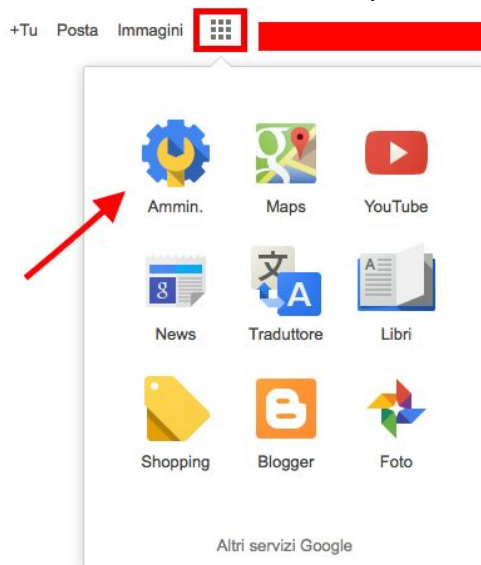 +Tu Posta Immagini
Ammin. Maps YouTube
News Traduttore Libri
Shopping Blogger Foto
Altri servizi Google